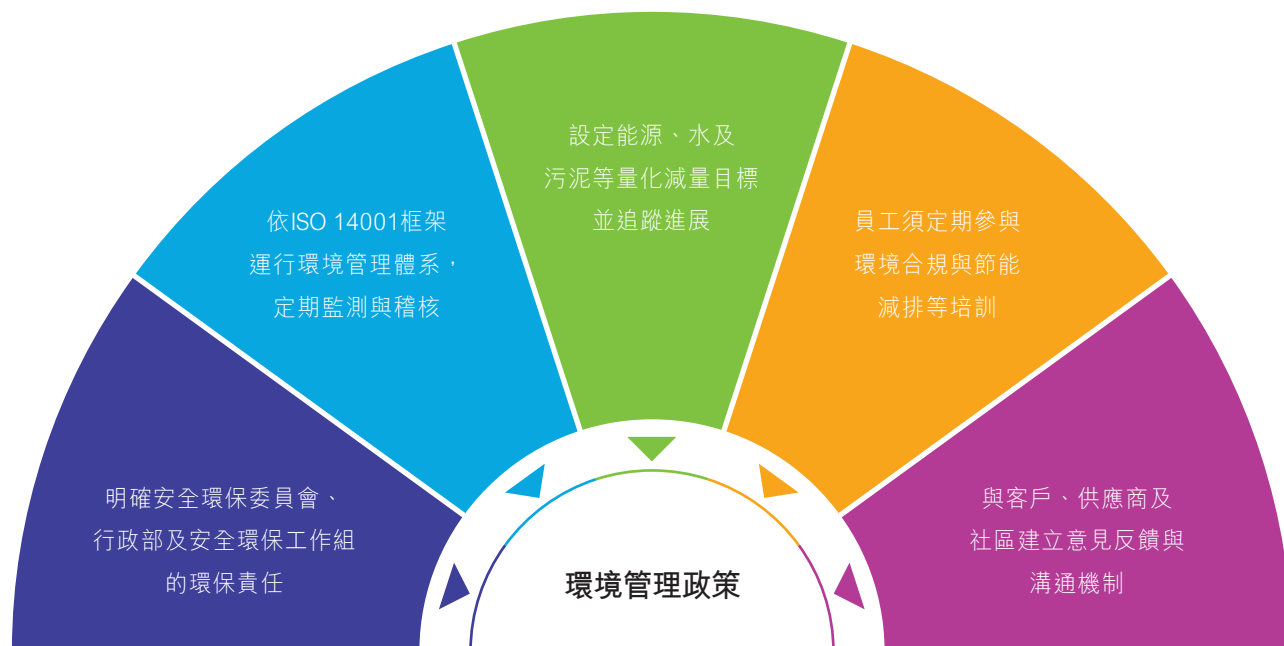 明確安全環保委員會、
行政部及安全環保工作組
的環保責任
依ISO 14001框架
運行環境管理體系，
定期監測與稽核
設定能源、水及
污泥等量化減量目標
並追蹤進展
員工須定期參與
環境合規與節能
減排等培訓
與客戶、供應商及
社區建立意見反饋與
溝通機制
環境管理政策